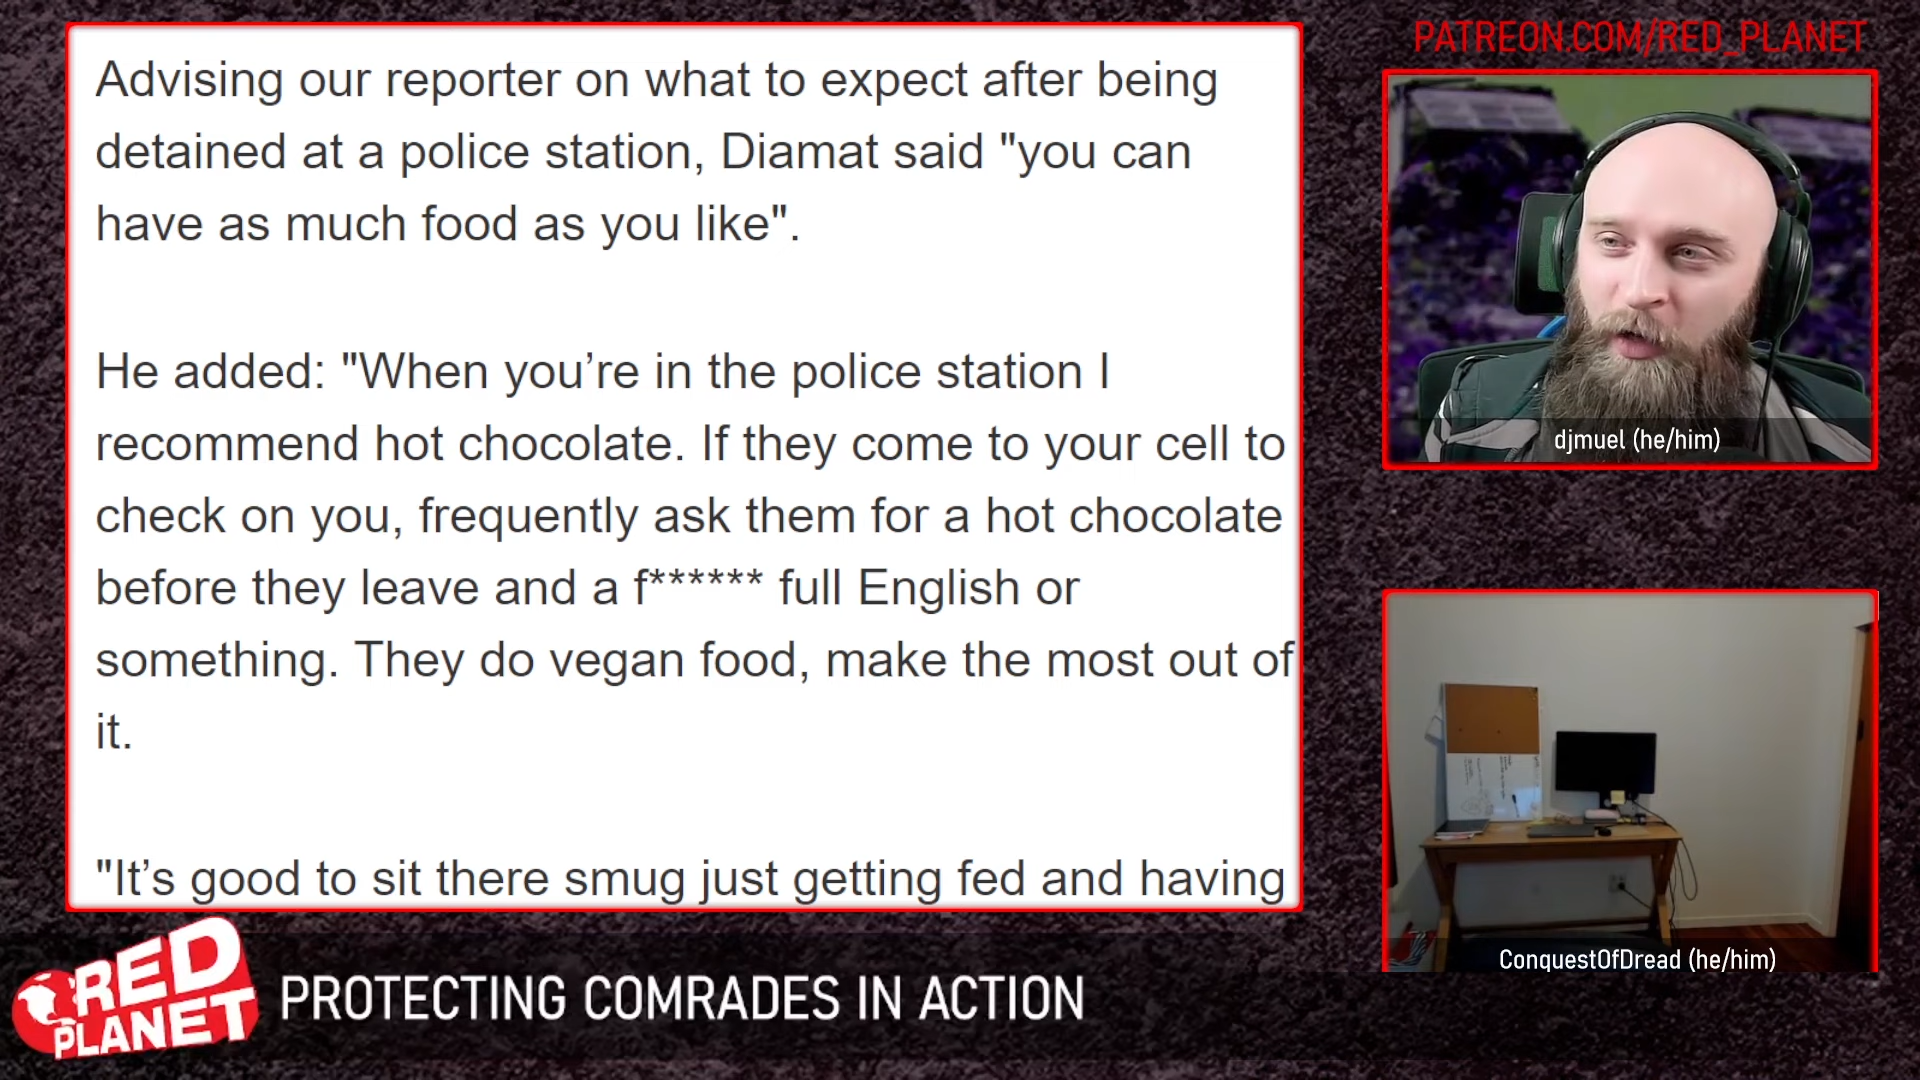 Advising our reporter on what to expect after being
detained at a police station, Diamat said "you can
have as much food as you like".
He added: "When you’re in the police station I
recommend hot chocolate. If they come to your cell to
check on you, frequently ask them for a hot chocolate
before they leave and a f****** full English or
something. They do vegan food, make the most out of
it.
"It’s good to sit there smug just getting fed and having
PATREON.COM/RED_PLANET
djmuel (he/him)
ConquestOfDread (he/him)
RED
PLANET
PROTECTING COMRADES IN ACTION